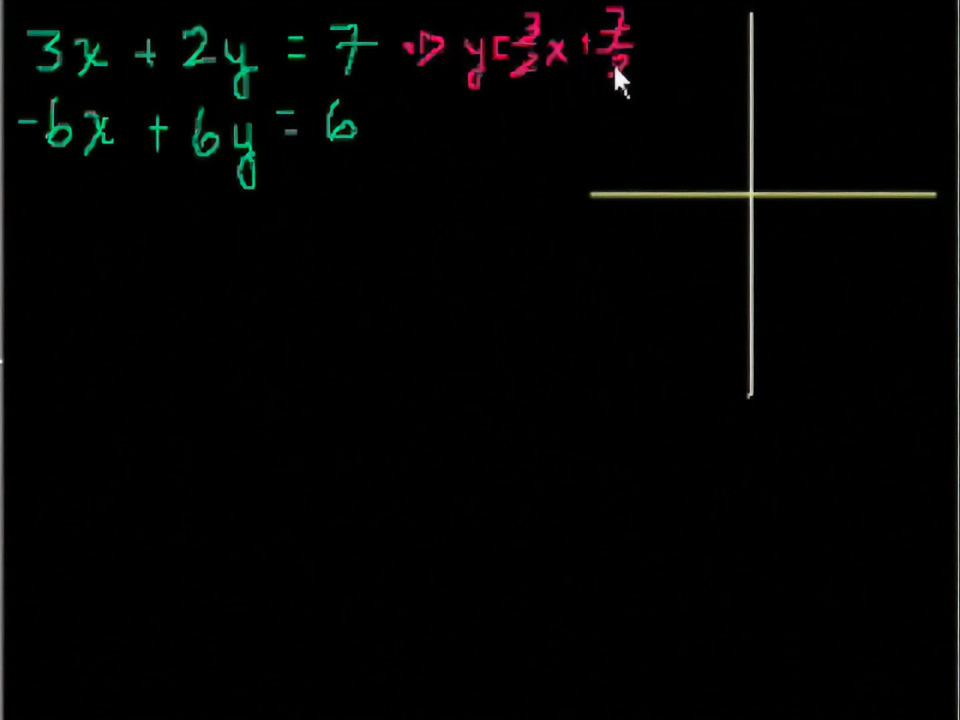 3x + 2y = 7 ⇒ y = 3/2 x + 7/2
-6x + 6y = 6